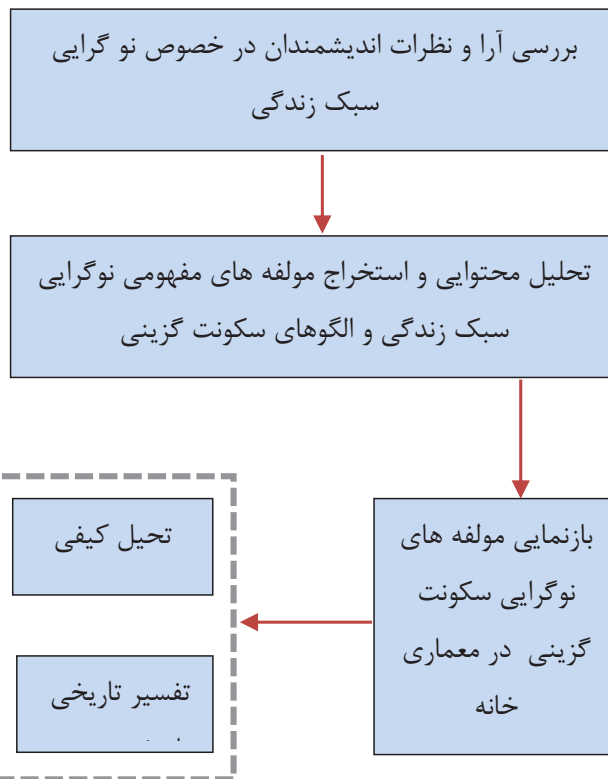 بررسی آرا و نظرات اندیشمندان در خصوص نو گرایی
سبک زندگی
تحلیل محتوایی و استخراج مولفه های مفهومی نوگرایی
سبک زندگی و الگوهای سکونت گزینی
بازنمایی مولفه های
نوگرایی سکونت
گزینی در معماری
خانه
تحیل کیفی
تفسیر تاریخی